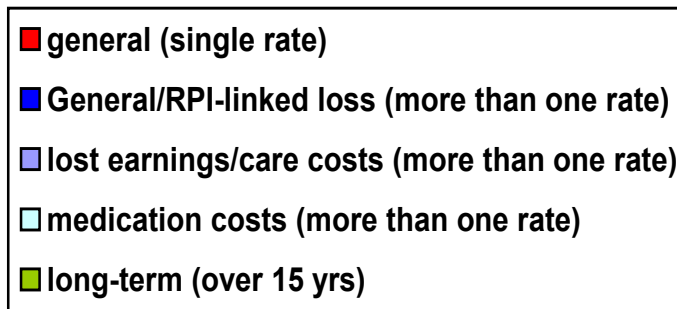 general (single rate)
General/RPI-linked loss (more than one rate)
lost earnings/care costs (more than one rate)
medication costs (more than one rate)
long-term (over 15 yrs)